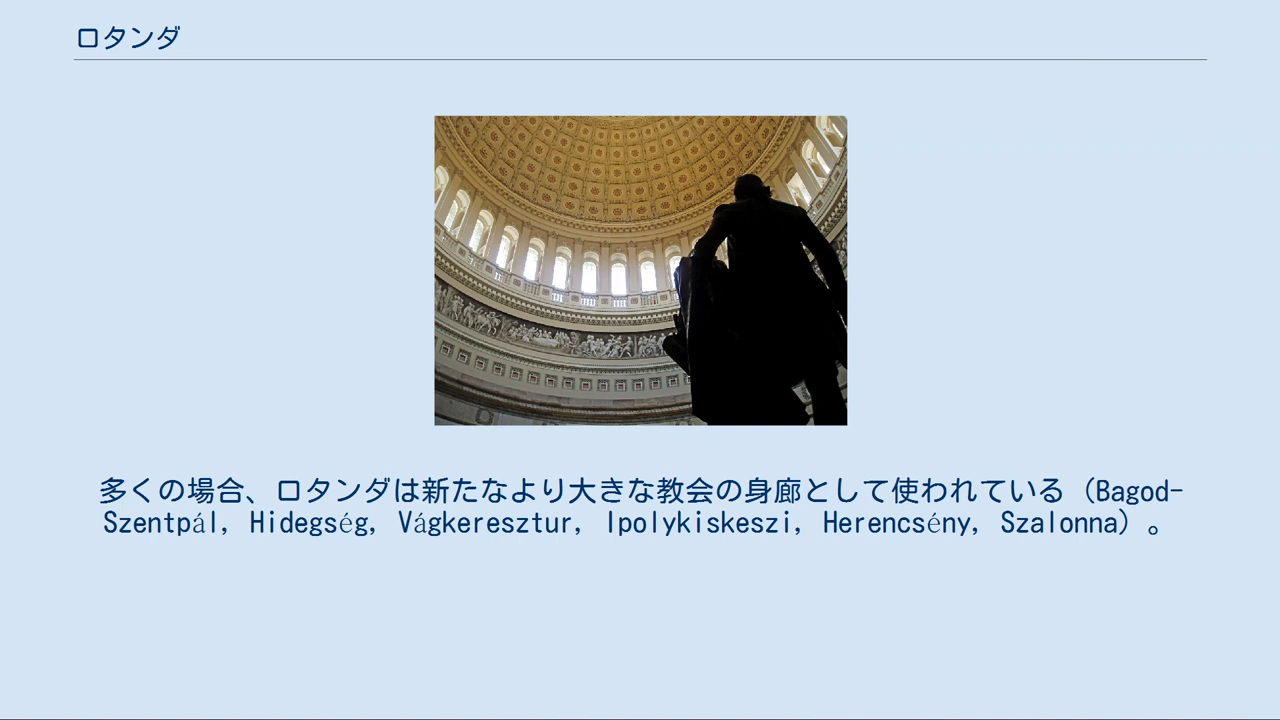 ロタンダ
多くの場合、ロタンダは新たなより大きな教会の身廊として使われている（Bagod-
Szentpál, Hidegség, Vágkeresztur, Ipolykiskeszi, Herencsény, Szalonna）。